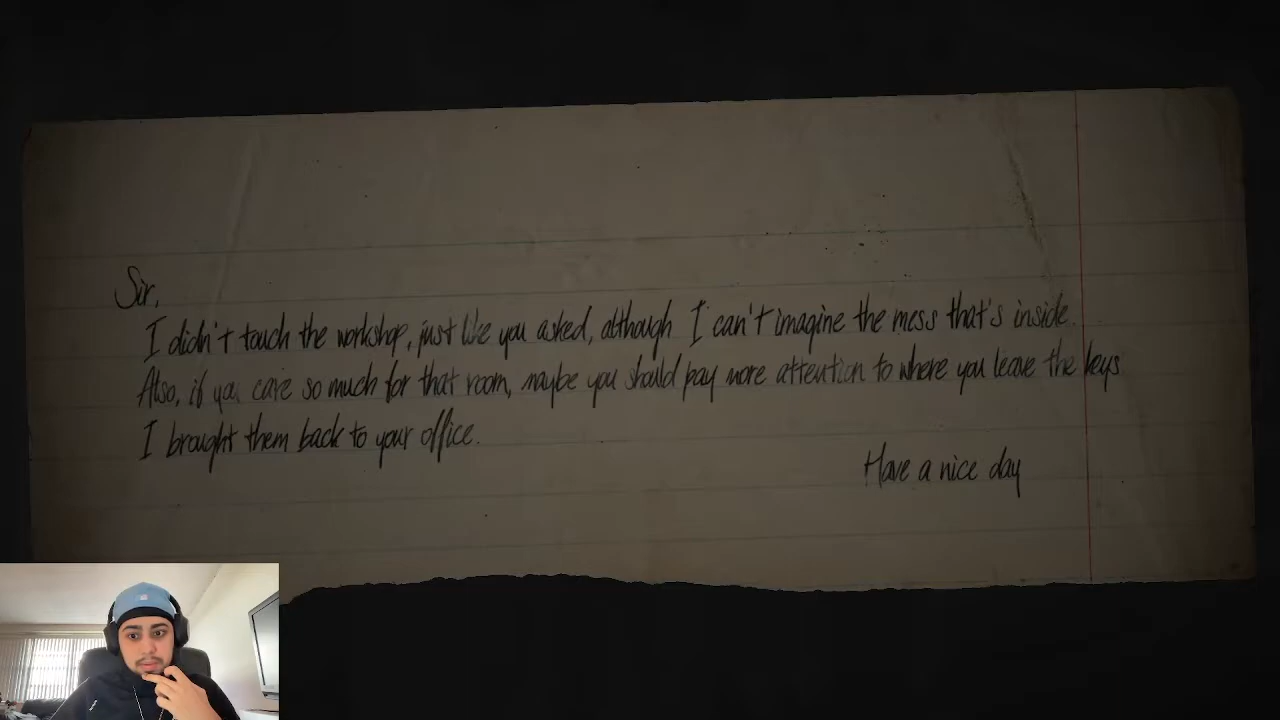 Sir,
I didn't touch the workshop, just like you asked, although I can't imagine the mess that's inside.
Also, if you care so much for that room, maybe you should pay more attention to where you leave the keys
I brought them back to your office.
Have a nice day